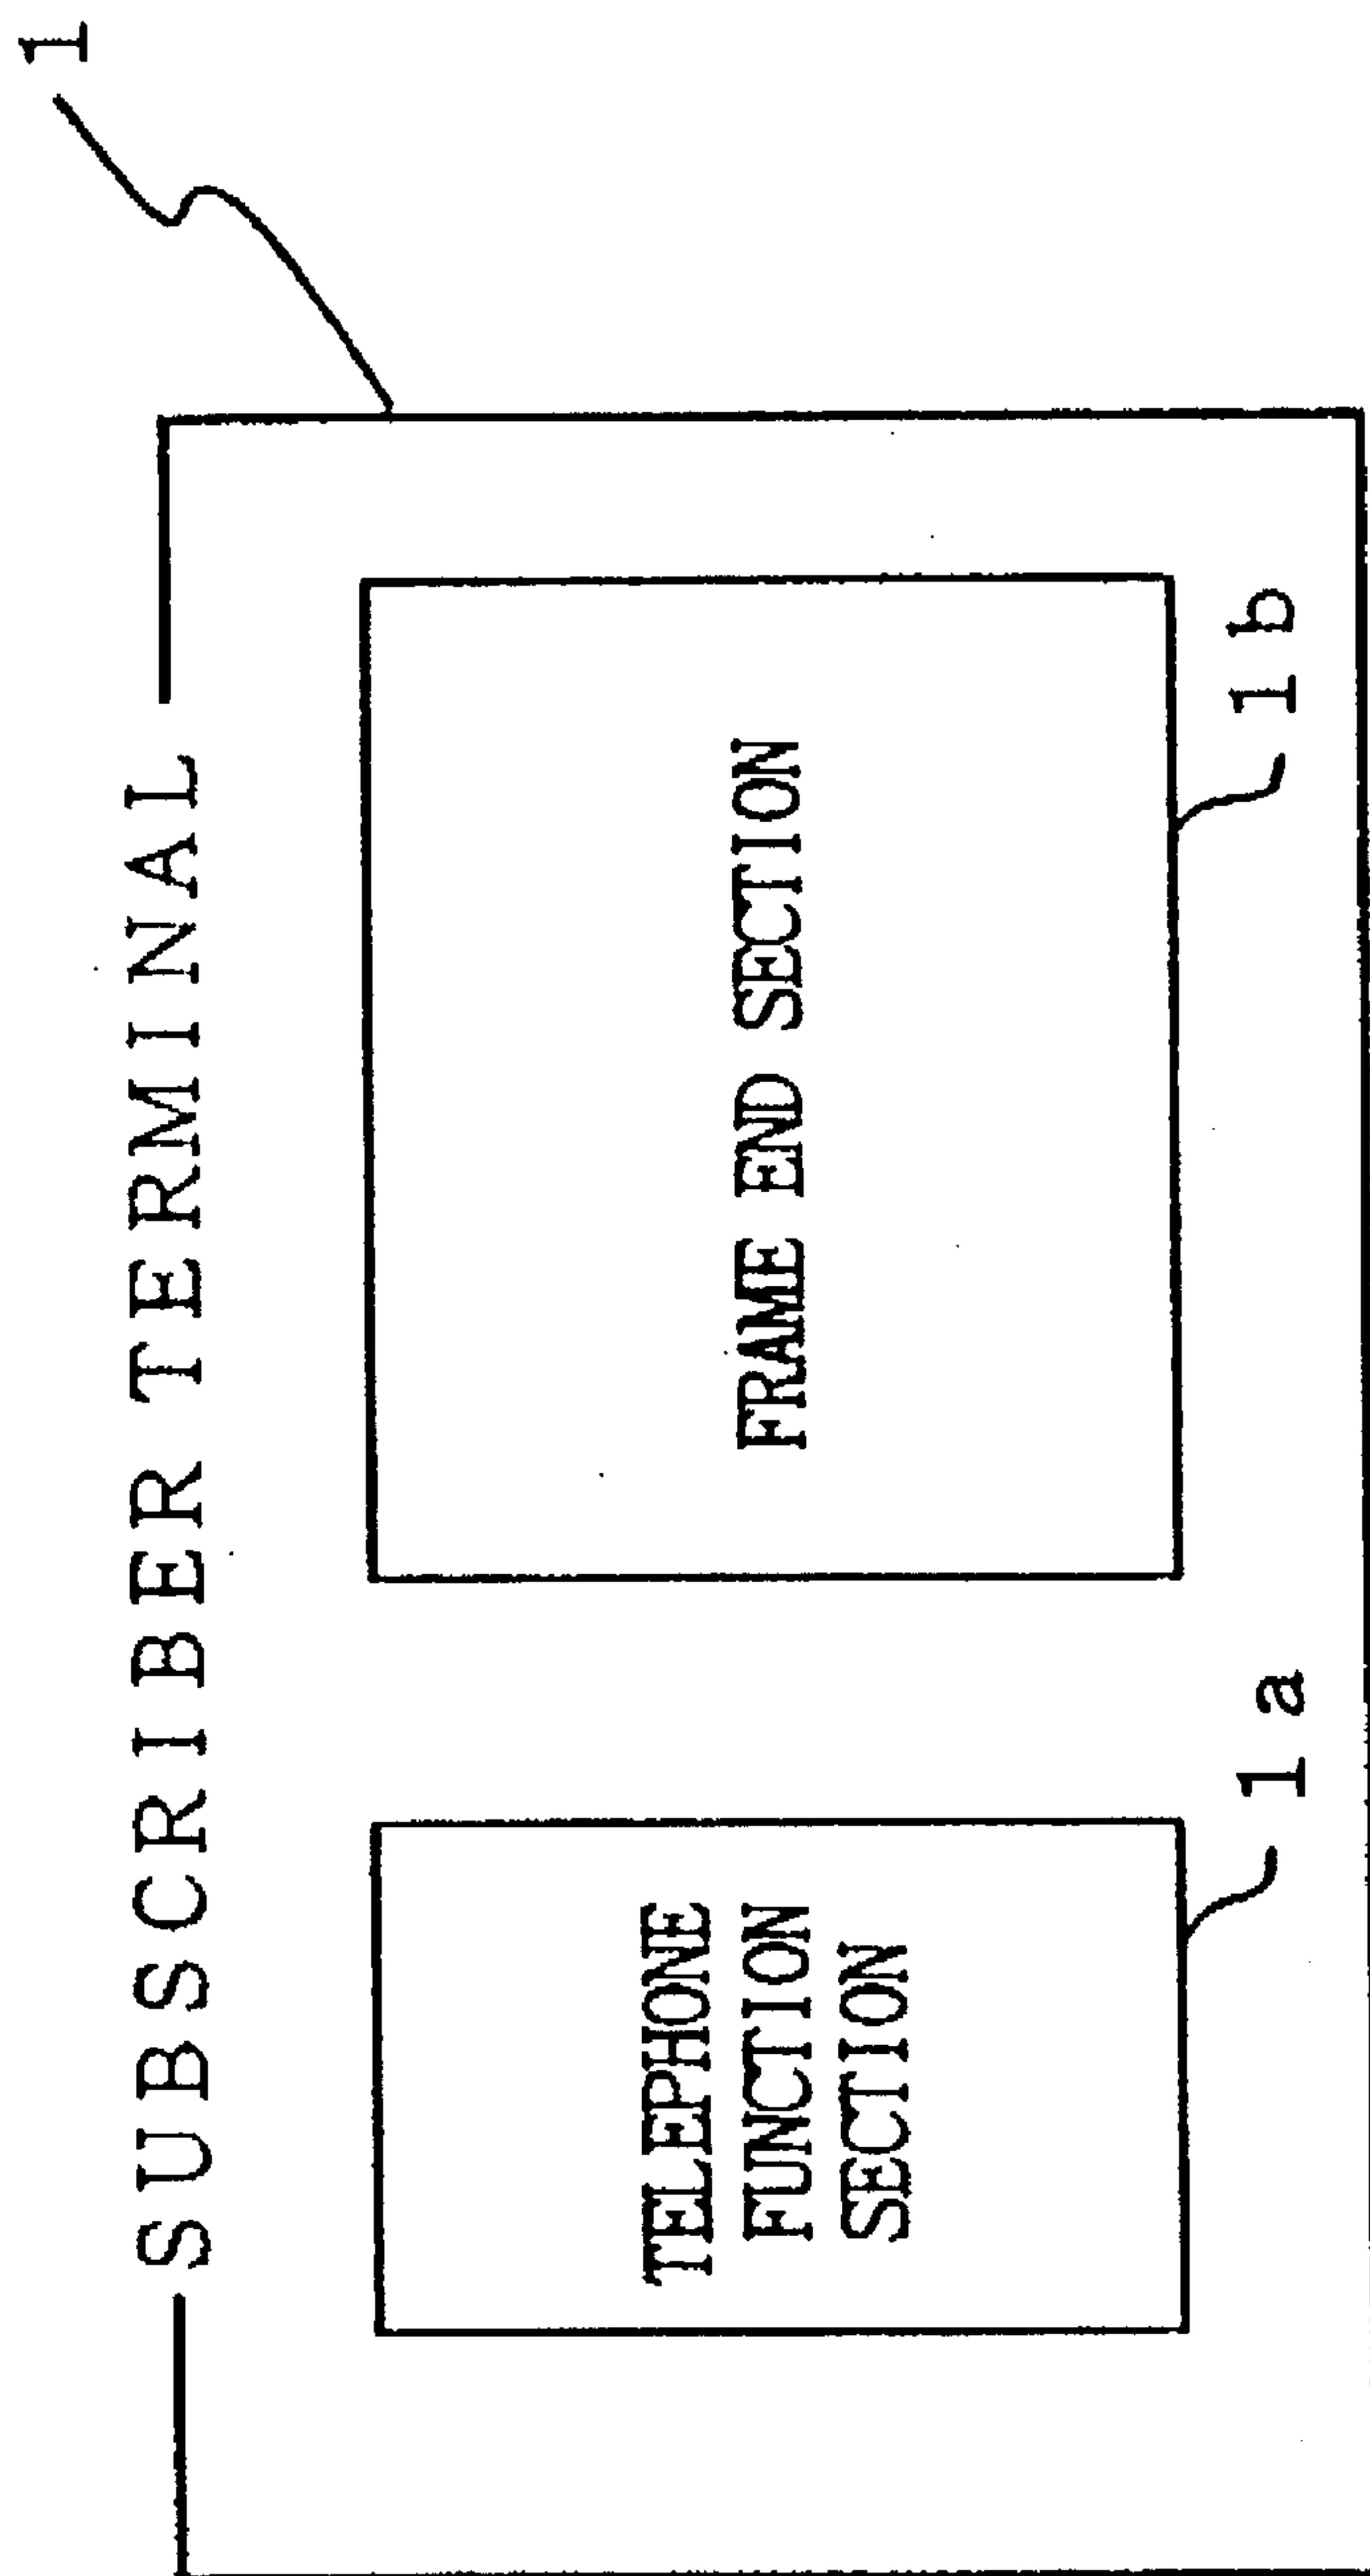 1
SUBSCRIBER TERMINAL
TELEPHONE
FUNCTION
SECTION
1a
FRAME END SECTION
1b